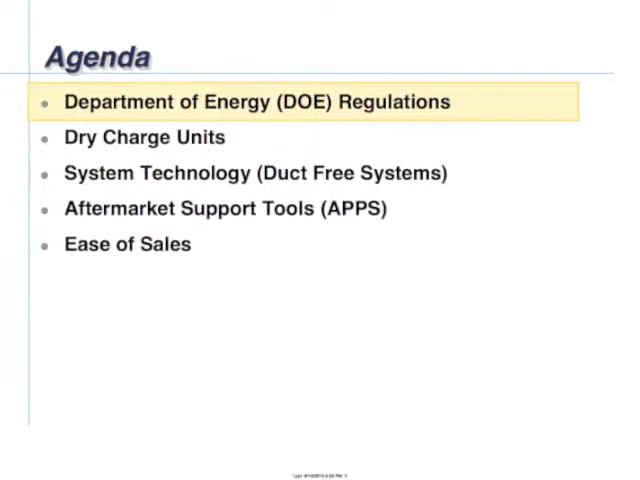 Agenda
Department of Energy (DOE) Regulations
Dry Charge Units
System Technology (Duct Free Systems)
Aftermarket Support Tools (APPS)
Ease of Sales